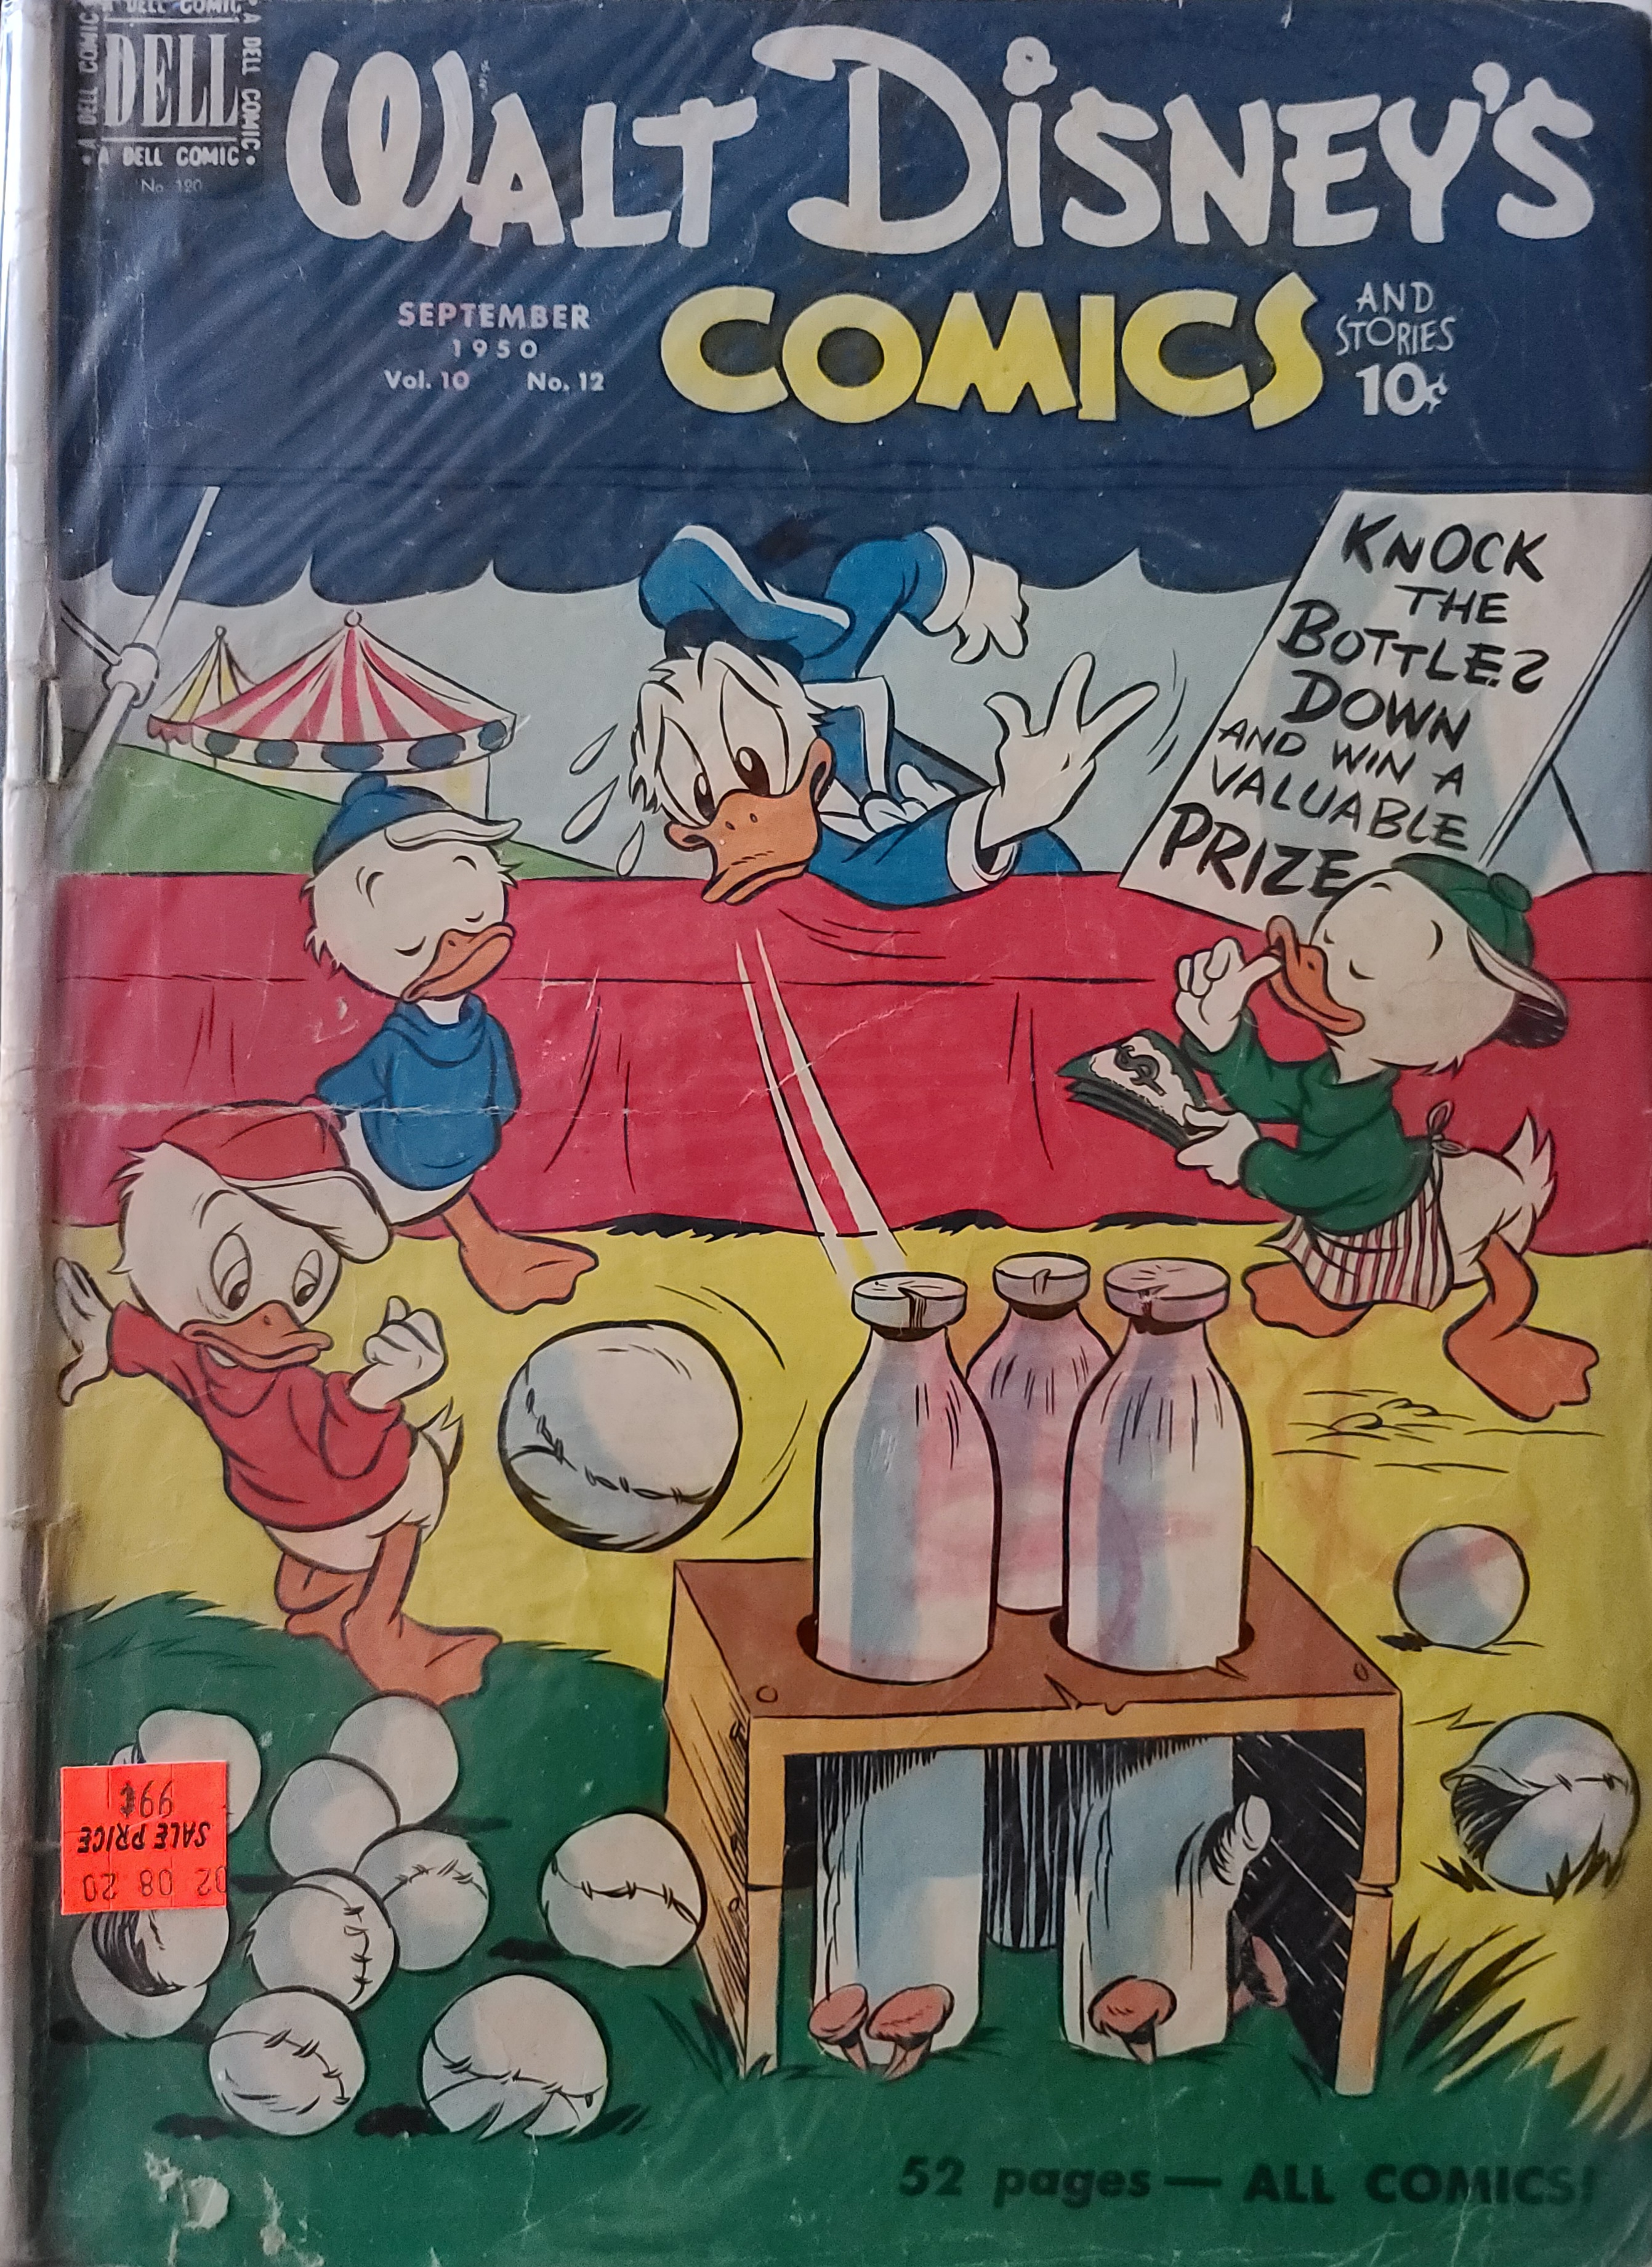 A DELL COMIC
A DELL COMIC
DELL
A DELL COMIC
• A DELL COMIC •
No. 120
WALT DISNEY'S
COMICS
AND
STORIES
10¢
SEPTEMBER
1950
Vol. 10 No. 12
KNOCK
THE
BOTTLES
DOWN
AND WIN A
VALUABLE
PRIZE
$
02 08 20
SALE PRICE
99¢
52 pages — ALL COMICS!